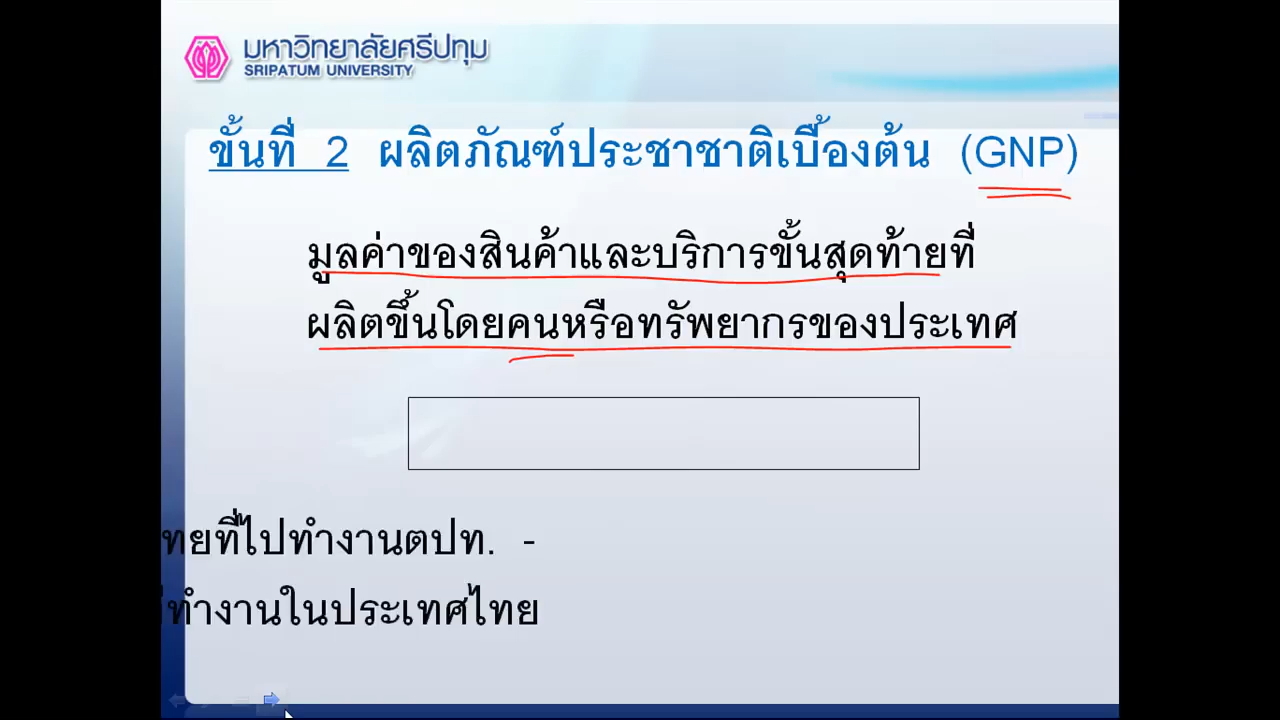 มหาวิทยาลัยศรีปทุม
SRIPATUM UNIVERSITY
ขั้นที่ 2 ผลิตภัณฑ์ประชาชาติเบื้องต้น (GNP)
มูลค่าของสินค้าและบริการขั้นสุดท้ายที่
ผลิตขึ้นโดยคนหรือทรัพยากรของประเทศ
ทยที่ไปทำงานตปท. -
ทำงานในประเทศไทย